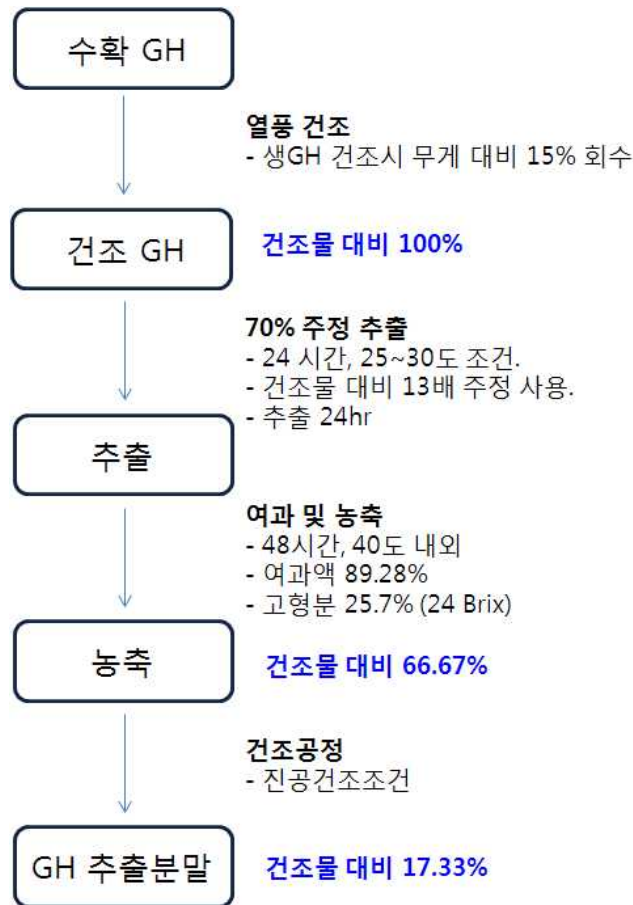 수확 GH
열풍 건조
- 생GH 건조시 무게 대비 15% 회수
건조 GH
건조물 대비 100%
70% 주정 추출
- 24 시간, 25~30도 조건.
- 건조물 대비 13배 주정 사용.
- 추출 24hr
추출
여과 및 농축
- 48시간, 40도 내외
- 여과액 89.28%
- 고형분 25.7% (24 Brix)
농축
건조물 대비 66.67%
건조공정
- 진공건조조건
GH 추출분말
건조물 대비 17.33%